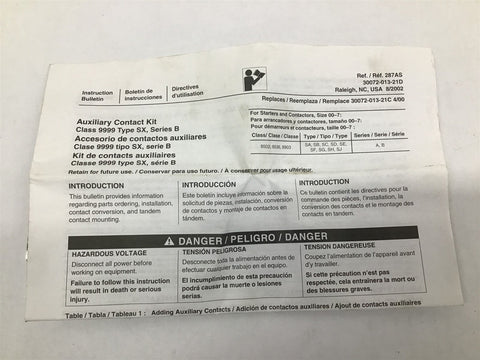 Instruction
Bulletin
Boletín de
instrucciones
Directives
d'utilisation
Ref. / Réf. 287AS
30072-013-21D
Raleigh, NC, USA 8/2002
Replaces / Reemplaza / Remplace 30072-013-21C 4/00
Auxiliary Contact Kit
Class 9999 Type SX, Series B
Accesorio de contactos auxiliares
Clase 9999 tipo SX, serie B
Kit de contacts auxiliaires
Classe 9999 type SX, série B
For Starters and Contactors, Size 00–7:
Para arrancadores y contactores, tamaño 00–7:
Pour démarreurs et contacteurs, taille 00–7 :
Class/ Clase / Classe Type / Tipo / Type Series / Serie / Série
8502, 8536, 8903 SA, SB, SC, SD, SE, A, B
SF, SG, SH, SJ
Retain for future use. / Conservar para uso futuro. / À conserver pour usage ultérieur.
INTRODUCTION
This bulletin provides information
regarding parts ordering, installation,
contact conversion, and tandem
contact mounting.
INTRODUCCIÓN
Este boletín incluye información sobre la
solicitud de piezas, instalación, conversión
de contactos y montaje de contactos en
tándem.
INTRODUCTION
Ce bulletin contient les directives pour la
commande des pièces, l'installation, la
conversion des contacts et le montage des
contacts en tandem.
DANGER / PELIGRO / DANGER
HAZARDOUS VOLTAGE
Disconnect all power before
working on equipment.
Failure to follow this instruction
will result in death or serious
injury.
TENSIÓN PELIGROSA
Desconecte toda la alimentación antes de
efectuar cualquier trabajo en el equipo.
El incumplimiento de esta precaución
podrá causar la muerte o lesiones
serias.
TENSION DANGEREUSE
Coupez l'alimentation de l'appareil avant
d'y travailler.
Si cette précaution n'est pas
respectée, cela entraînera la mort ou
des blessures graves.
Table / Tabla / Tableau 1 : Adding Auxiliary Contacts / Adición de contactos auxiliares / Ajout de contacts auxiliaires